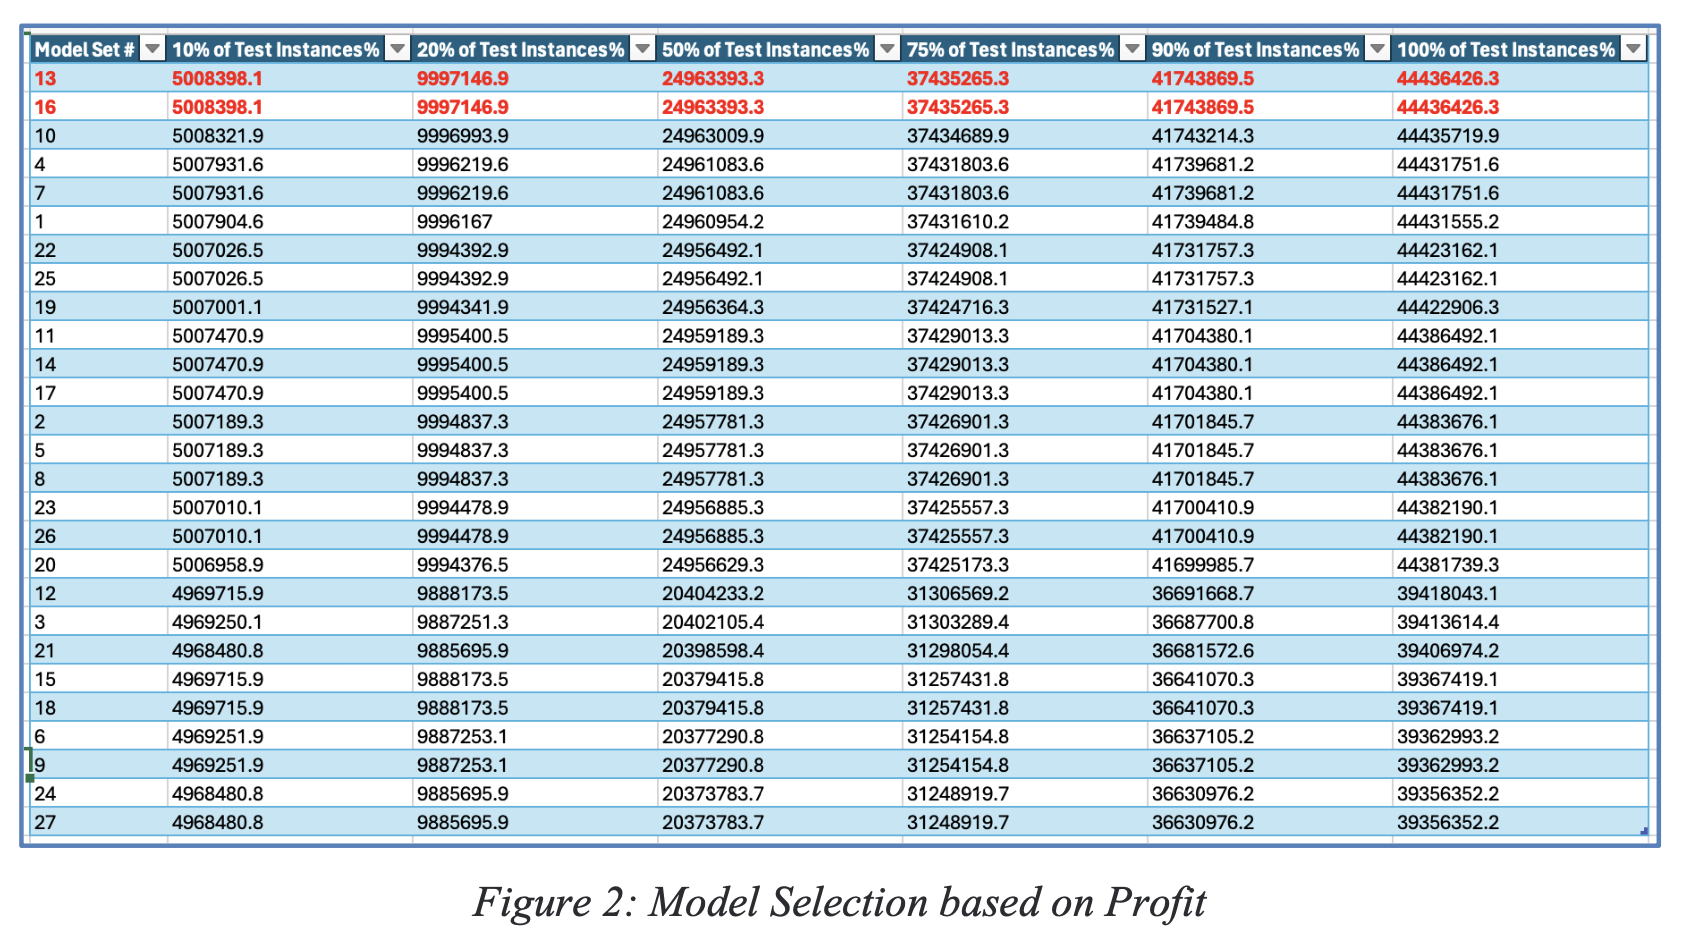 Model Set # 10% of Test Instances% 20% of Test Instances% 50% of Test Instances% 75% of Test Instances% 90% of Test Instances% 100% of Test Instances%
13 5008398.1 9997146.9 24963393.3 37435265.3 41743869.5 44436426.3
16 5008398.1 9997146.9 24963393.3 37435265.3 41743869.5 44436426.3
10 5008321.9 9996993.9 24963009.9 37434689.9 41743214.3 44435719.9
4 5007931.6 9996219.6 24961083.6 37431803.6 41739681.2 44431751.6
7 5007931.6 9996219.6 24961083.6 37431803.6 41739681.2 44431751.6
1 5007904.6 9996167 24960954.2 37431610.2 41739484.8 44431555.2
22 5007026.5 9994392.9 24956492.1 37424908.1 41731757.3 44423162.1
25 5007026.5 9994392.9 24956492.1 37424908.1 41731757.3 44423162.1
19 5007001.1 9994341.9 24956364.3 37424716.3 41731527.1 44422906.3
11 5007470.9 9995400.5 24959189.3 37429013.3 41704380.1 44386492.1
14 5007470.9 9995400.5 24959189.3 37429013.3 41704380.1 44386492.1
17 5007470.9 9995400.5 24959189.3 37429013.3 41704380.1 44386492.1
2 5007189.3 9994837.3 24957781.3 37426901.3 41701845.7 44383676.1
5 5007189.3 9994837.3 24957781.3 37426901.3 41701845.7 44383676.1
8 5007189.3 9994837.3 24957781.3 37426901.3 41701845.7 44383676.1
23 5007010.1 9994478.9 24956885.3 37425557.3 41700410.9 44382190.1
26 5007010.1 9994478.9 24956885.3 37425557.3 41700410.9 44382190.1
20 5006958.9 9994376.5 24956629.3 37425173.3 41699985.7 44381739.3
12 4969715.9 9888173.5 20404233.2 31306569.2 36691668.7 39418043.1
3 4969250.1 9887251.3 20402105.4 31303289.4 36687700.8 39413614.4
21 4968480.8 9885695.9 20398598.4 31298054.4 36681572.6 39406974.2
15 4969715.9 9888173.5 20379415.8 31257431.8 36641070.3 39367419.1
18 4969715.9 9888173.5 20379415.8 31257431.8 36641070.3 39367419.1
6 4969251.9 9887253.1 20377290.8 31254154.8 36637105.2 39362993.2
9 4969251.9 9887253.1 20377290.8 31254154.8 36637105.2 39362993.2
24 4968480.8 9885695.9 20373783.7 31248919.7 36630976.2 39356352.2
27 4968480.8 9885695.9 20373783.7 31248919.7 36630976.2 39356352.2
Figure 2: Model Selection based on Profit